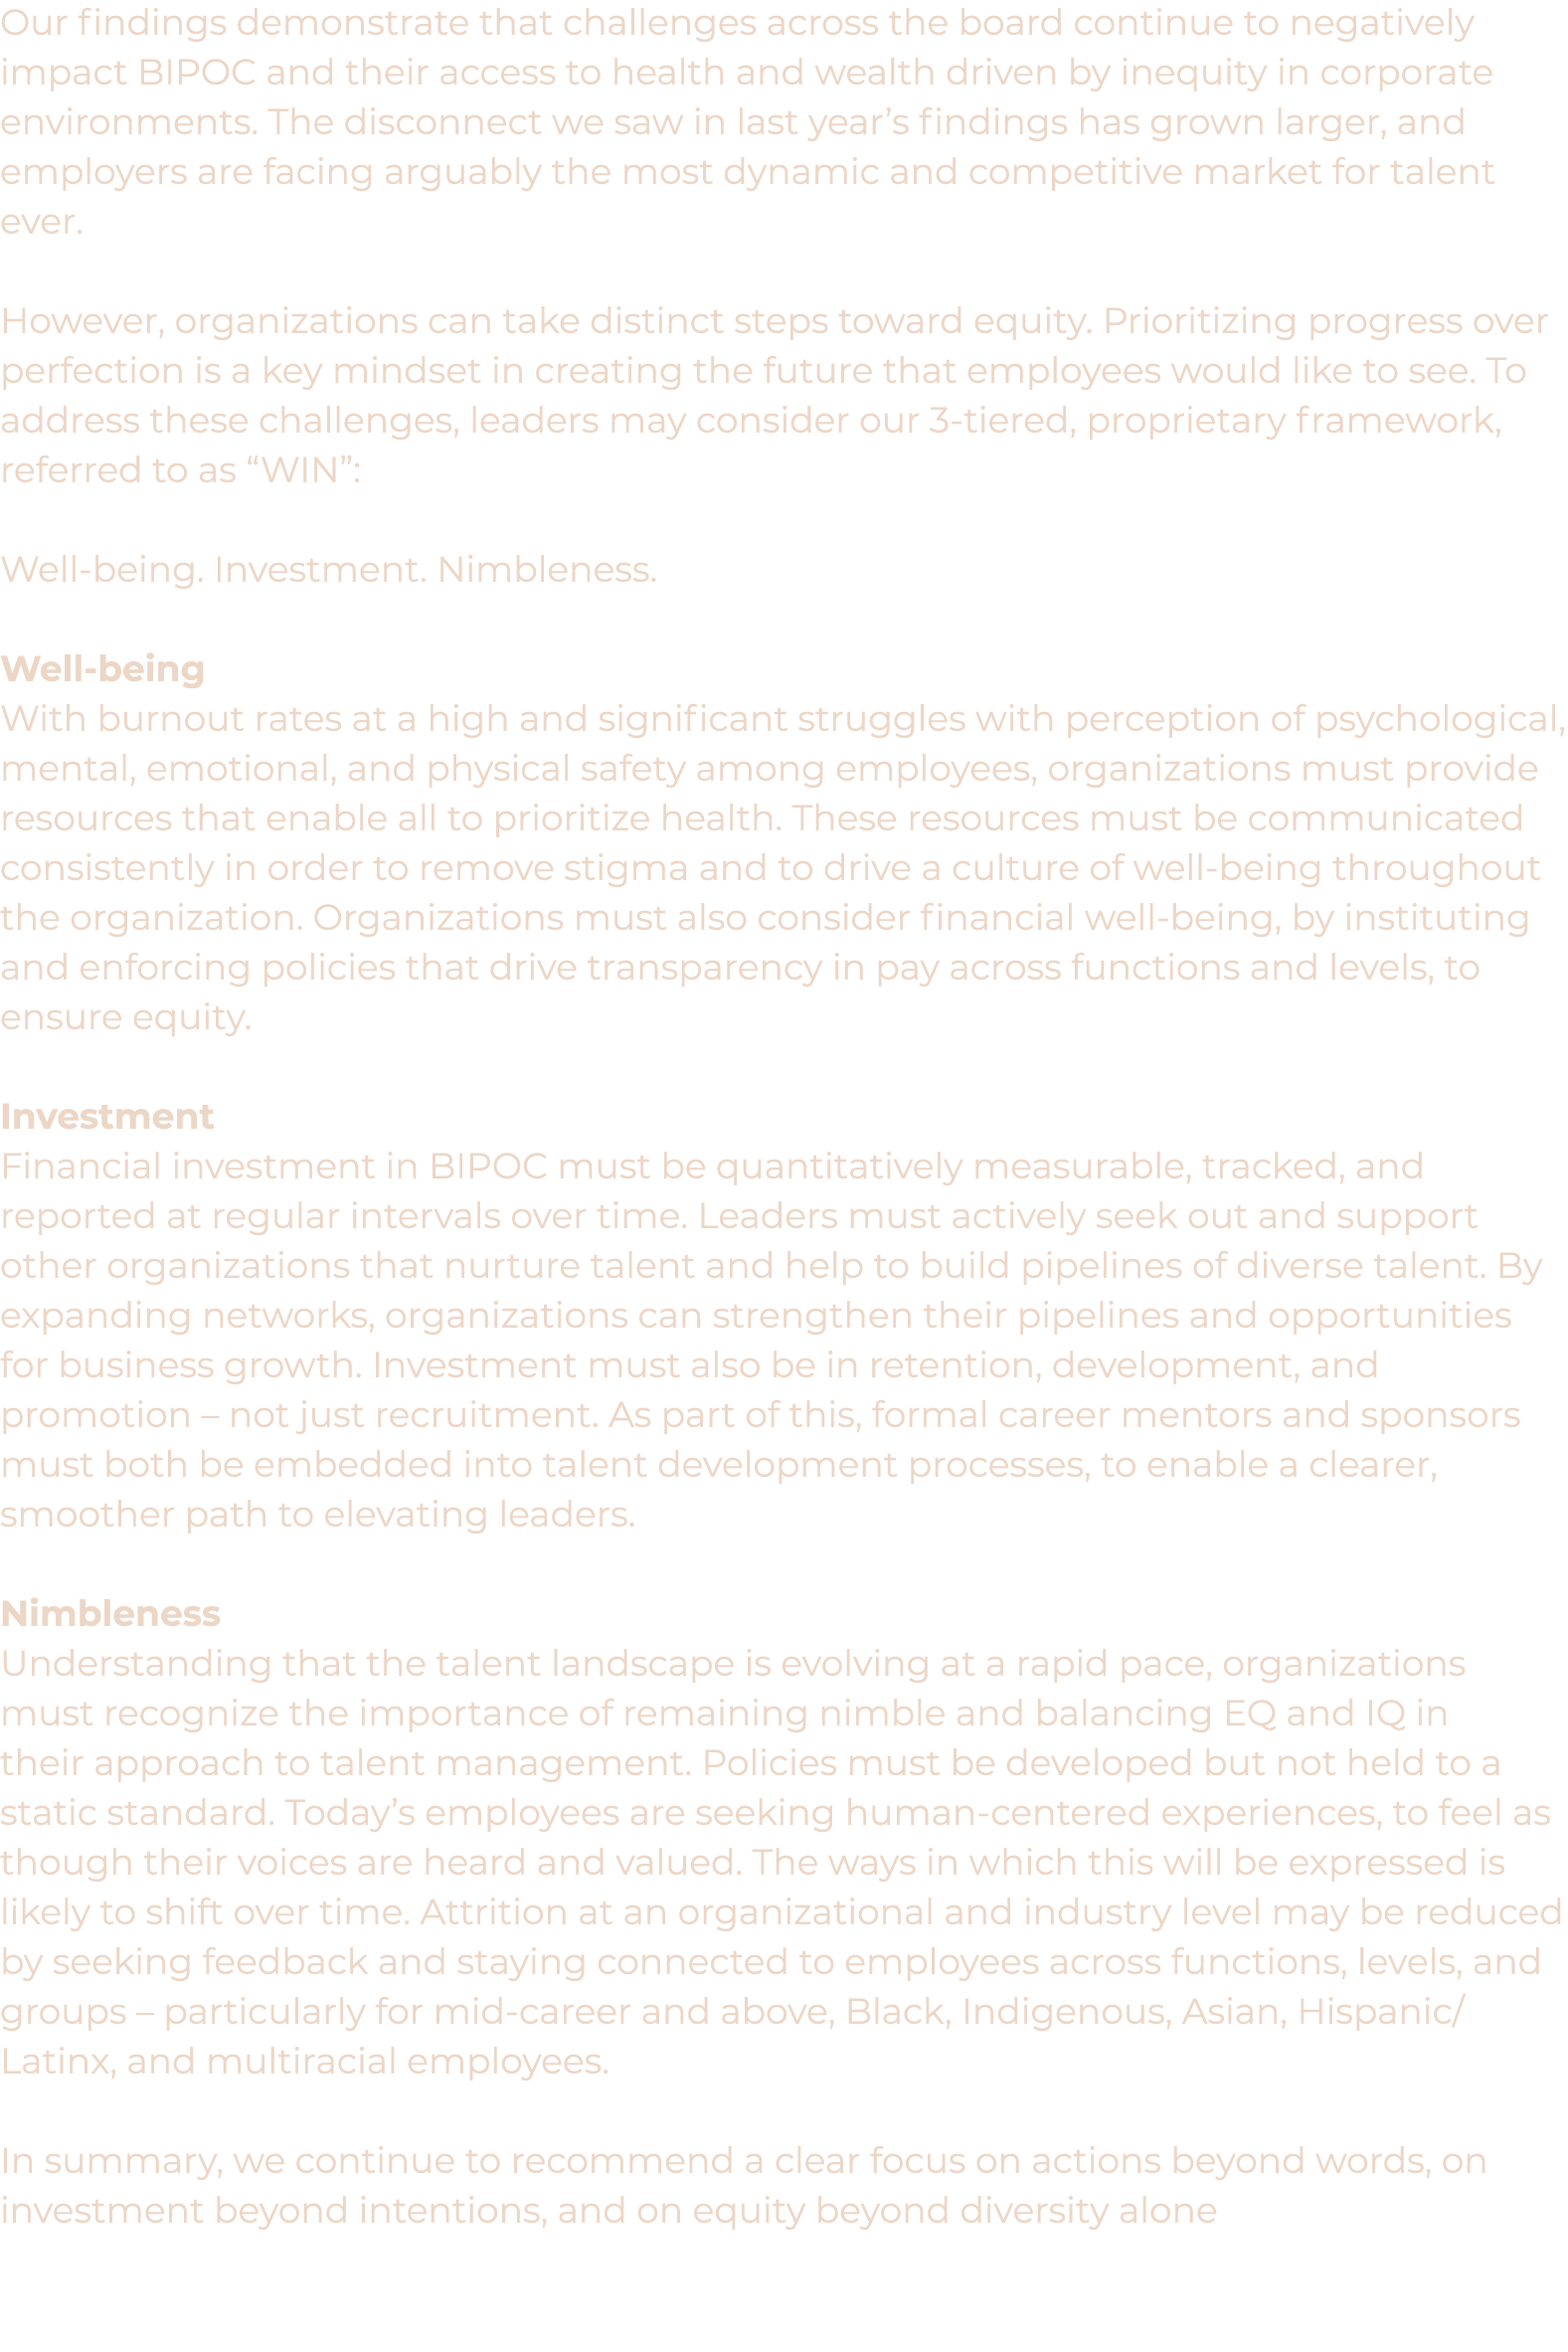 Our findings demonstrate that challenges across the board continue to negatively
impact BIPOC and their access to health and wealth driven by inequity in corporate
environments. The disconnect we saw in last year’s findings has grown larger, and
employers are facing arguably the most dynamic and competitive market for talent
ever.
However, organizations can take distinct steps toward equity. Prioritizing progress over
perfection is a key mindset in creating the future that employees would like to see. To
address these challenges, leaders may consider our 3-tiered, proprietary framework,
referred to as “WIN”:
Well-being. Investment. Nimbleness.
Well-being
With burnout rates at a high and significant struggles with perception of psychological,
mental, emotional, and physical safety among employees, organizations must provide
resources that enable all to prioritize health. These resources must be communicated
consistently in order to remove stigma and to drive a culture of well-being throughout
the organization. Organizations must also consider financial well-being, by instituting
and enforcing policies that drive transparency in pay across functions and levels, to
ensure equity.
Investment
Financial investment in BIPOC must be quantitatively measurable, tracked, and
reported at regular intervals over time. Leaders must actively seek out and support
other organizations that nurture talent and help to build pipelines of diverse talent. By
expanding networks, organizations can strengthen their pipelines and opportunities
for business growth. Investment must also be in retention, development, and
promotion – not just recruitment. As part of this, formal career mentors and sponsors
must both be embedded into talent development processes, to enable a clearer,
smoother path to elevating leaders.
Nimbleness
Understanding that the talent landscape is evolving at a rapid pace, organizations
must recognize the importance of remaining nimble and balancing EQ and IQ in
their approach to talent management. Policies must be developed but not held to a
static standard. Today’s employees are seeking human-centered experiences, to feel as
though their voices are heard and valued. The ways in which this will be expressed is
likely to shift over time. Attrition at an organizational and industry level may be reduced
by seeking feedback and staying connected to employees across functions, levels, and
groups – particularly for mid-career and above, Black, Indigenous, Asian, Hispanic/
Latinx, and multiracial employees.
In summary, we continue to recommend a clear focus on actions beyond words, on
investment beyond intentions, and on equity beyond diversity alone